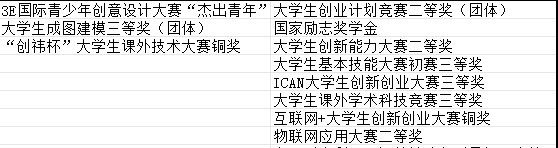 3E国际青少年创意设计大赛“杰出青年”
大学生创业计划竞赛二等奖（团体）
大学生成图建模三等奖（团体）
国家励志奖学金
“创祎杯”大学生课外技术大赛铜奖
大学生创新能力大赛二等奖
大学生基本技能大赛初赛三等奖
ICAN大学生创新创业大赛三等奖
大学生课外学术科技竞赛三等奖
互联网+大学生创新创业大赛铜奖
物联网应用大赛二等奖